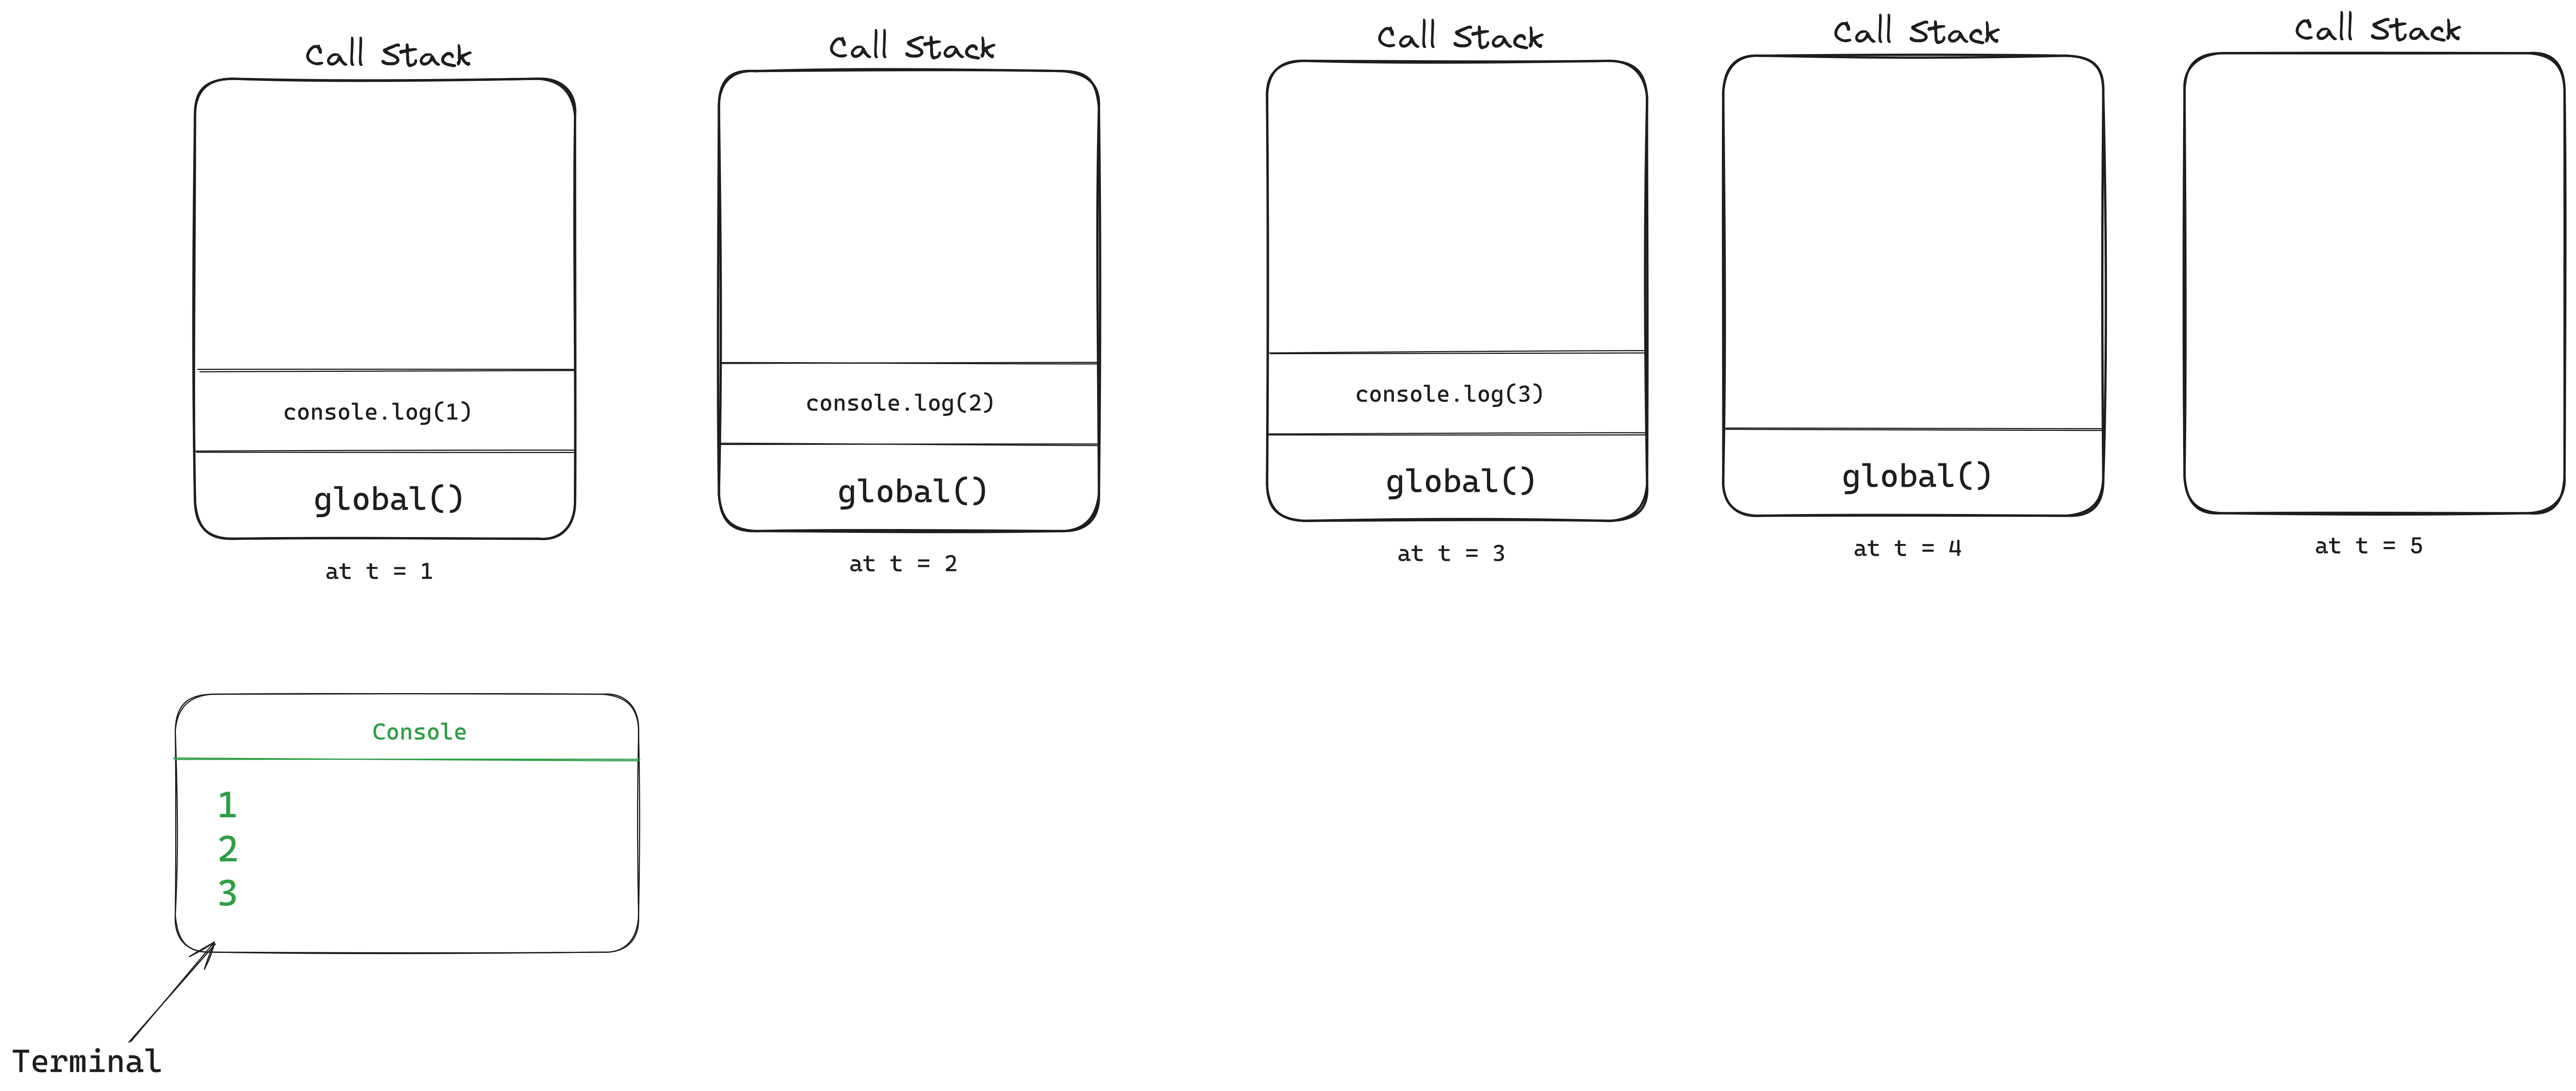 Call Stack
console.log(1)
global()
at t = 1
Call Stack
console.log(2)
global()
at t = 2
Call Stack
console.log(3)
global()
at t = 3
Call Stack
global()
at t = 4
Call Stack
at t = 5
Console
1
2
3
Terminal